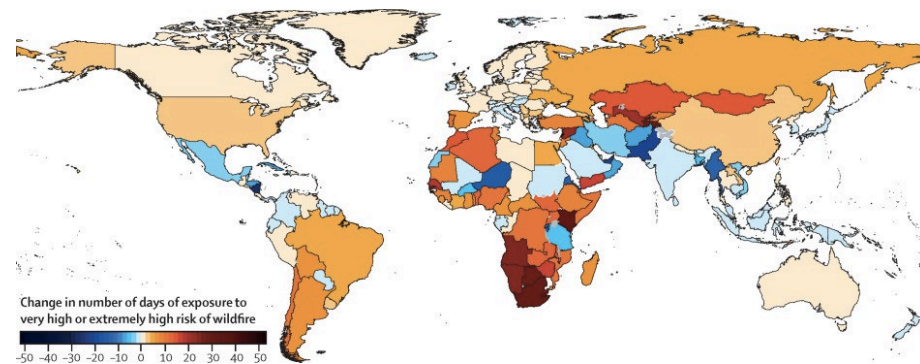 Change in number of days of exposure to
very high or extremely high risk of wildfire
–50 –40 –30 –20 –10 0 10 20 30 40 50